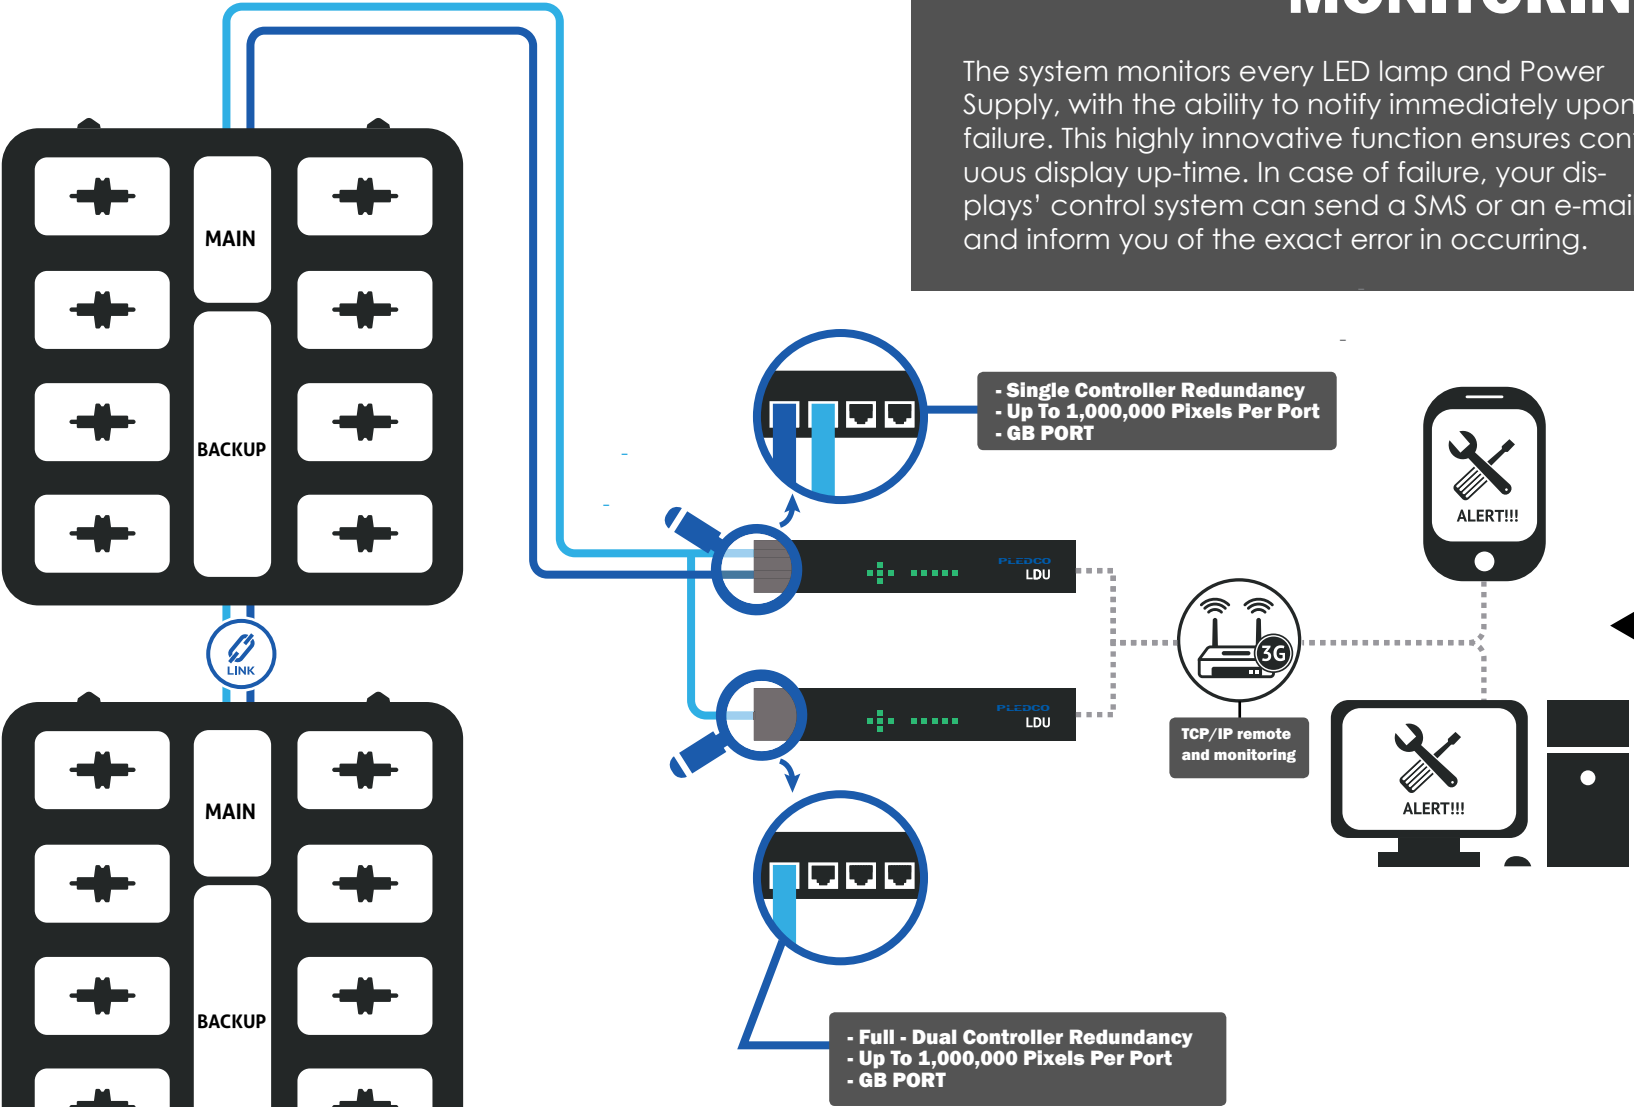 MONITORIN
The system monitors every LED lamp and Power
Supply, with the ability to notify immediately upon
failure. This highly innovative function ensures con
uous display up-time. In case of failure, your dis-
plays’ control system can send a SMS or an e-mai
and inform you of the exact error in occurring.
MAIN
BACKUP
LINK
MAIN
BACKUP
- Single Controller Redundancy
- Up To 1,000,000 Pixels Per Port
- GB PORT
PLEDCO
LDU
PLEDCO
LDU
3G
TCP/IP remote
and monitoring
ALERT!!!
ALERT!!!
- Full - Dual Controller Redundancy
- Up To 1,000,000 Pixels Per Port
- GB PORT